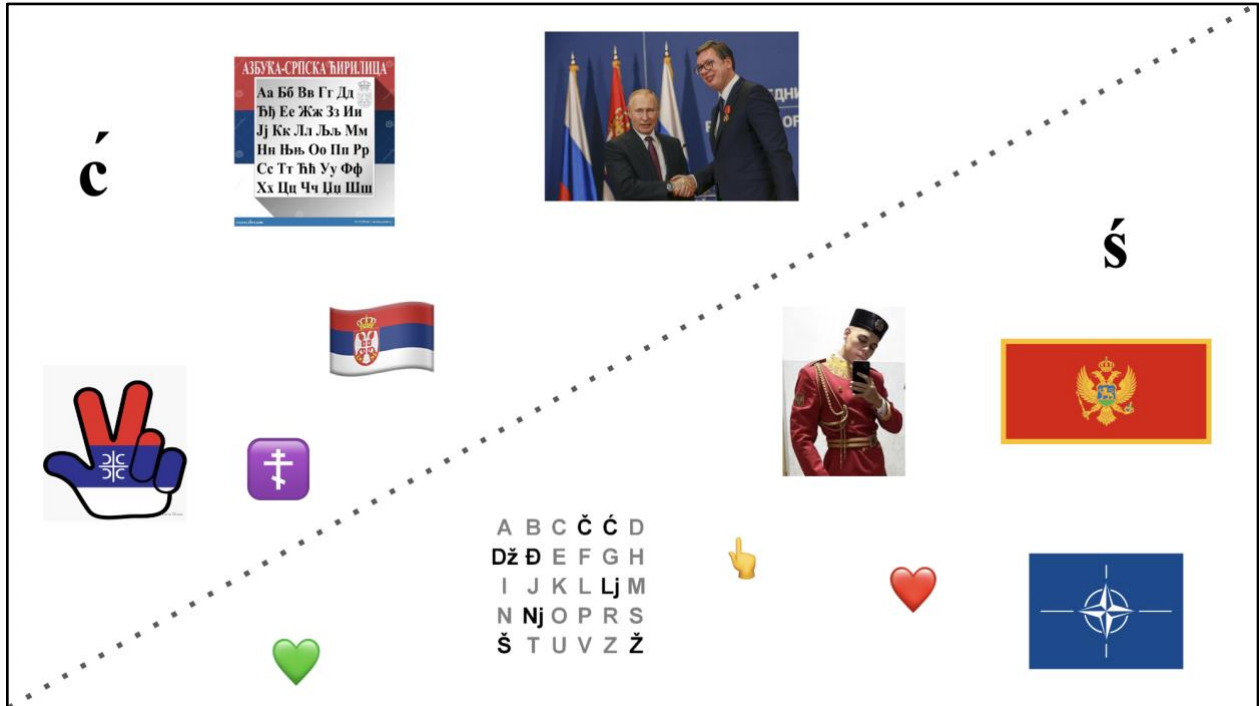 ć
АЗБУКА-СРПСКА ЋИРИЛИЦА
Аа Бб Вв Гг Дд
Ђђ Ее Жж Зз Ии
Јј Кк Лл Љљ Мм
Нн Њњ Оо Пп Рр
Сс Тт Ћћ Уу Фф
Хх Цц Чч Џџ Шш
ś
A B C Č Ć D
Dž Đ E F G H
I J K L Lj M
N Nj O P R S
Š T U V Z Ž